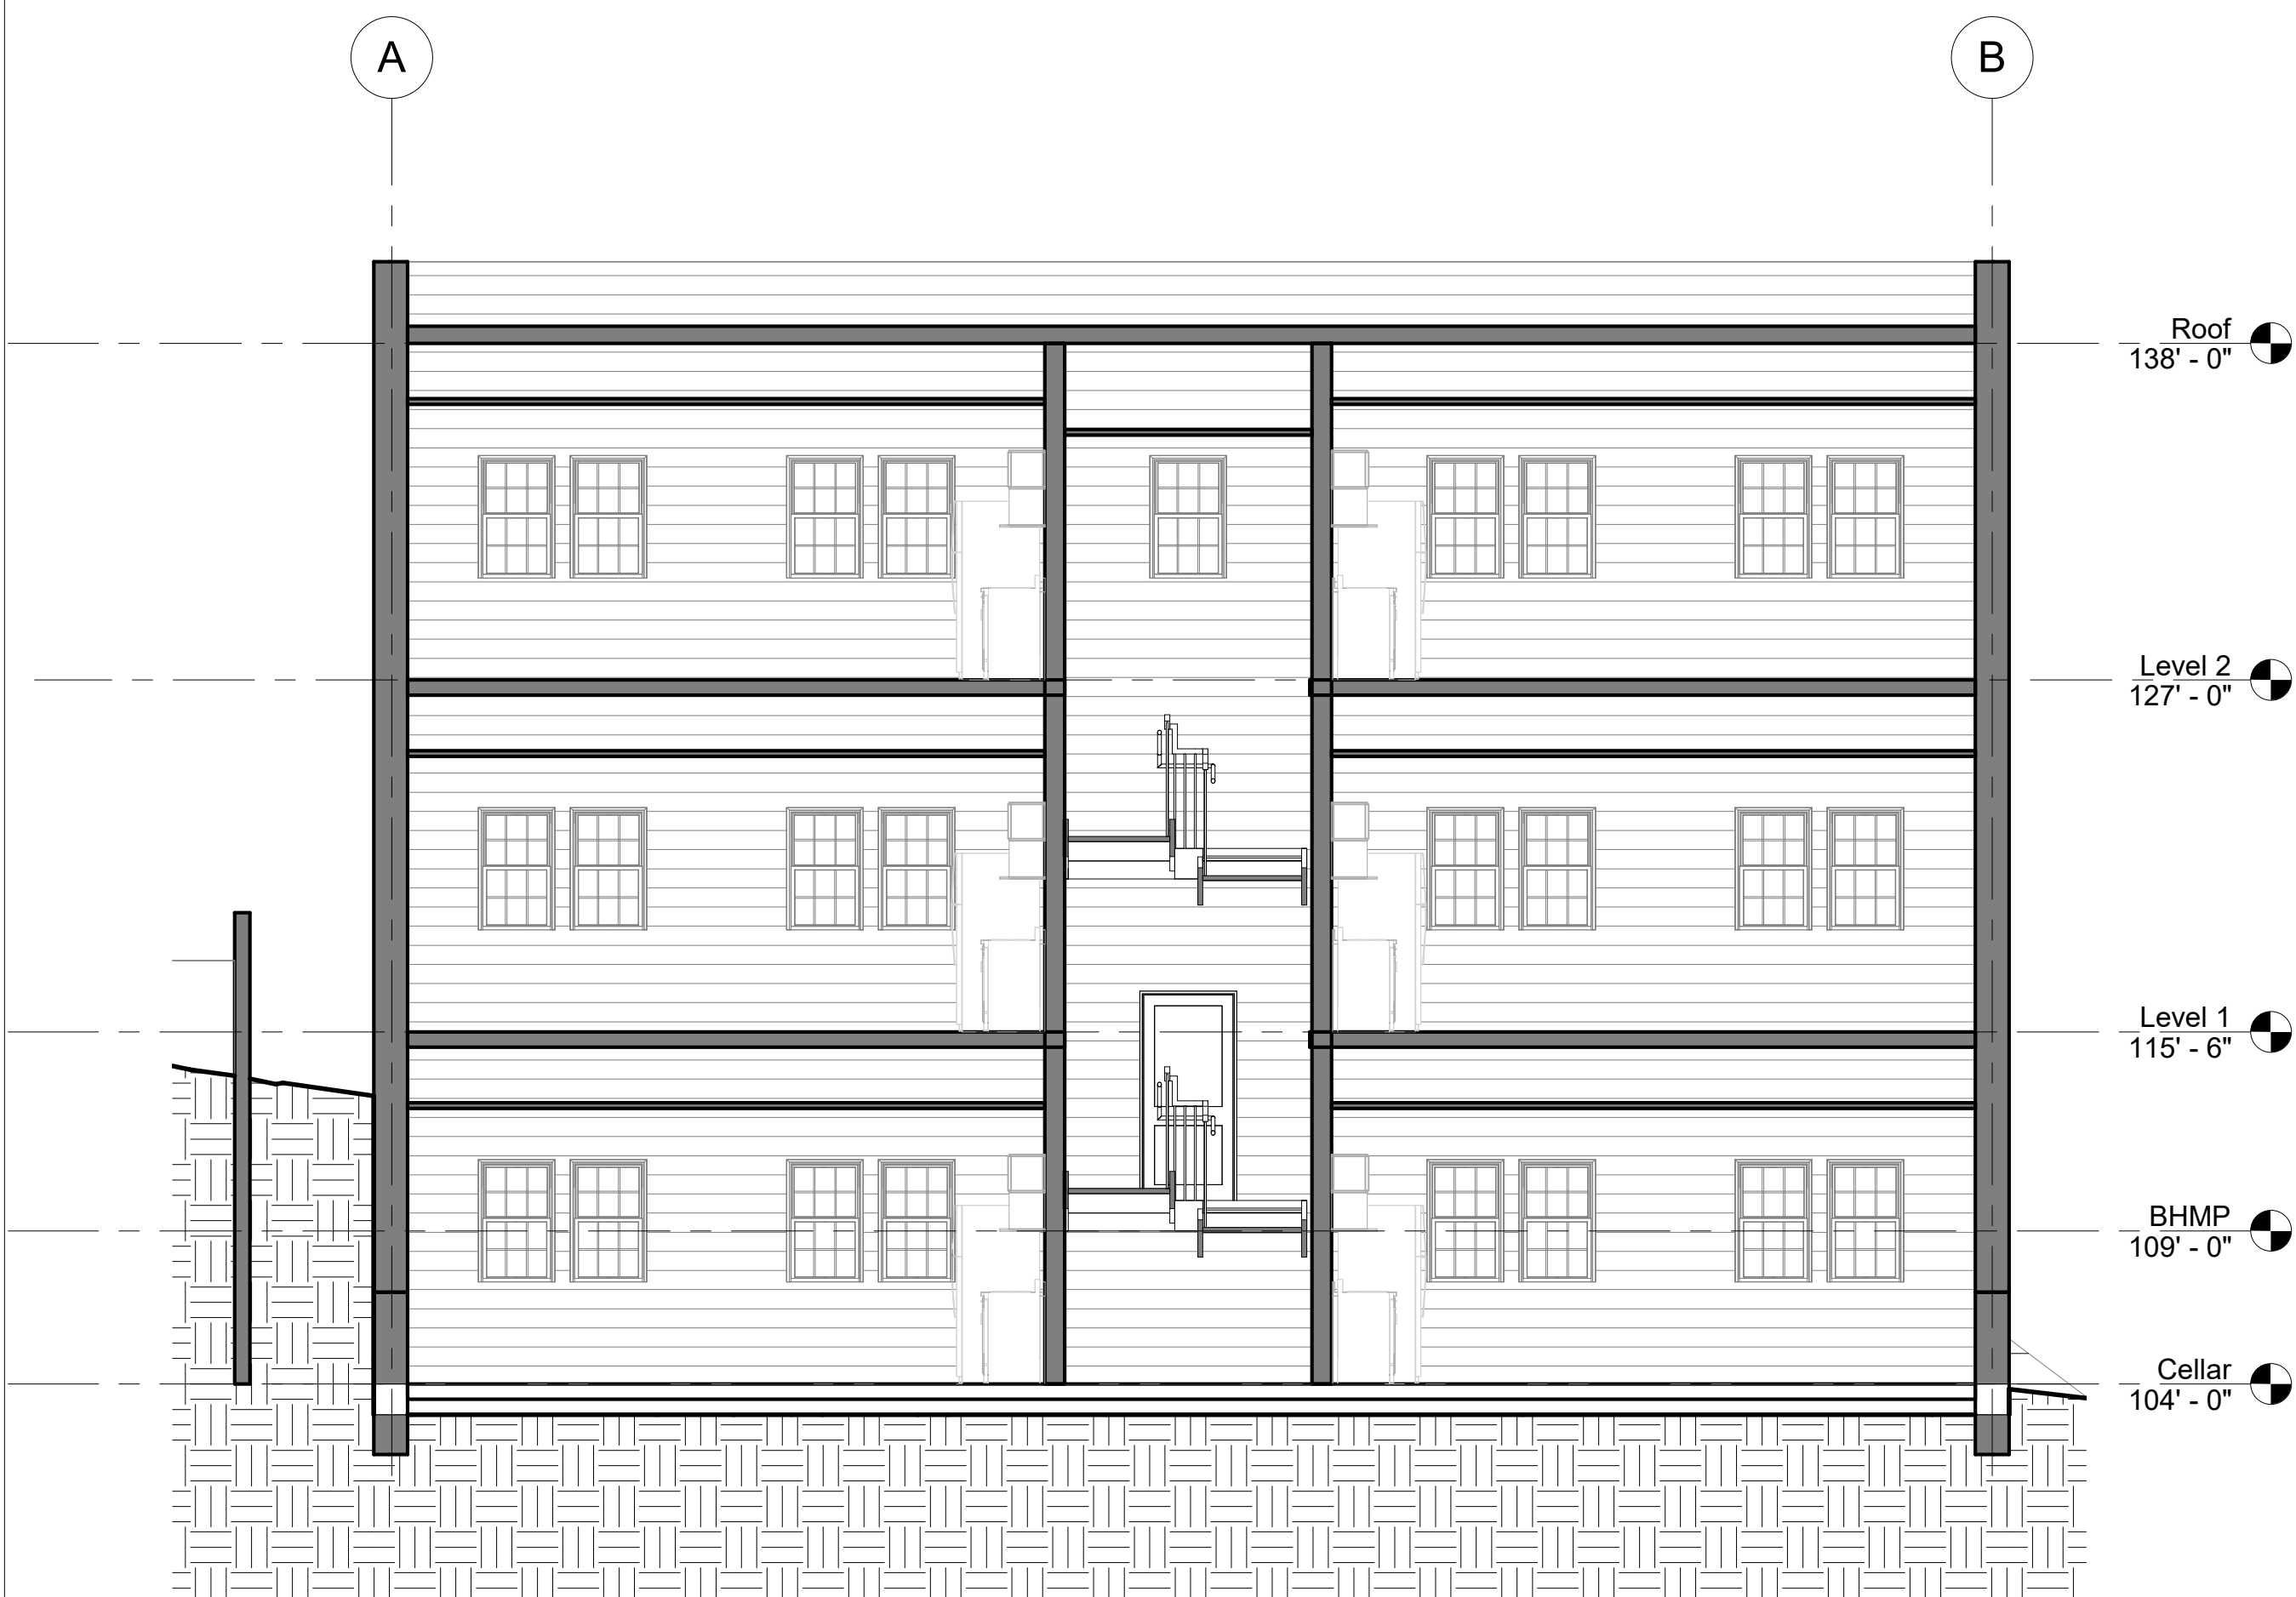 A
B
Roof
138' - 0"
Level 2
127' - 0"
Level 1
115' - 6"
BHMP
109' - 0"
Cellar
104' - 0"